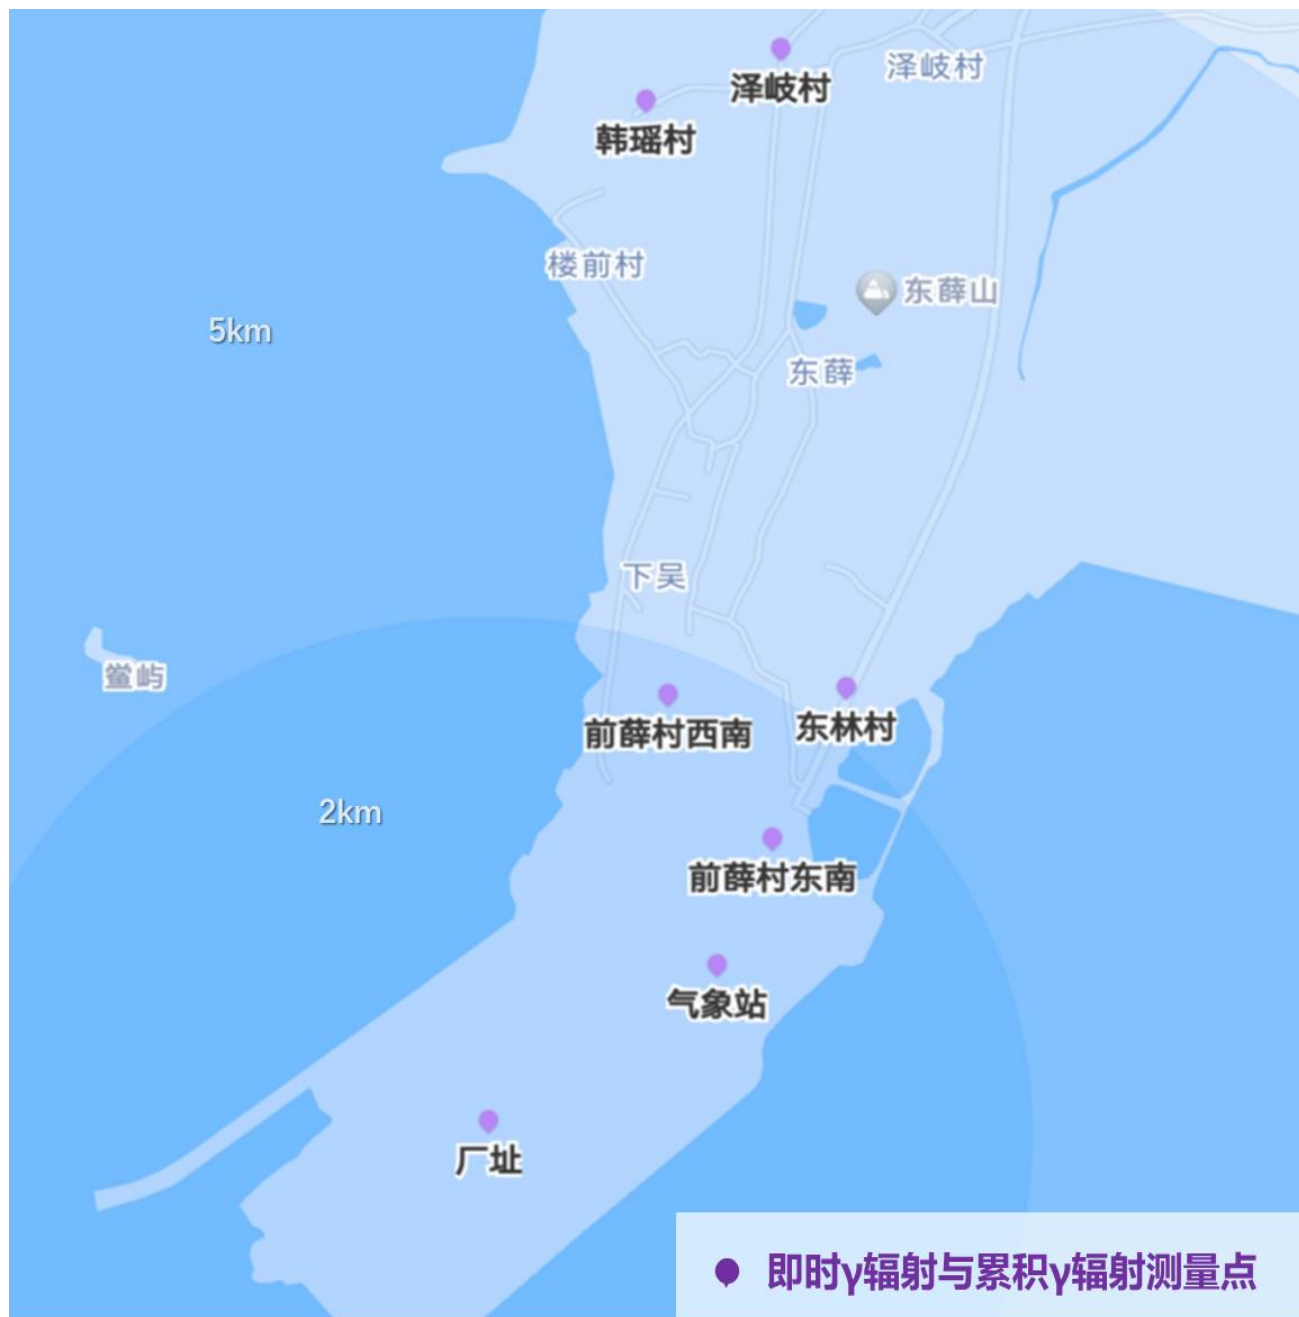 泽岐村
泽岐村
韩瑶村
楼前村
东薛山
5km
东薛
下吴
鲎屿
前薛村西南
东林村
2km
前薛村东南
气象站
厂址
即时γ辐射与累积γ辐射测量点